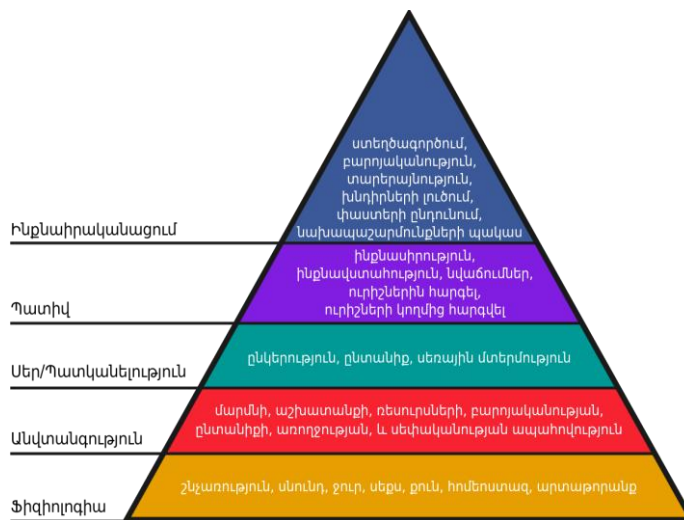 ստեղծագործում,
բարոյականություն,
տարերայնություն,
խնդիրների լուծում,
փաստերի ընդունում,
նախապաշարմունքների պակաս
Ինքնաիրականացում
ինքնասիրություն,
ինքնավստահություն, նվաճումներ,
ուրիշներին հարգել,
ուրիշների կողմից հարգվել
Պատիվ
ընկերություն, ընտանիք, սեռային մտերմություն
Սեր/Պատկանելություն
մարմնի, աշխատանքի, ռեսուրսների, բարոյականության,
ընտանիքի, առողջության, և սեփականության ապահովություն
Անվտանգություն
շնչառություն, սնունդ, ջուր, սեքս, քուն, հոմեոստազ, արտաթորանք
Ֆիզիոլոգիա